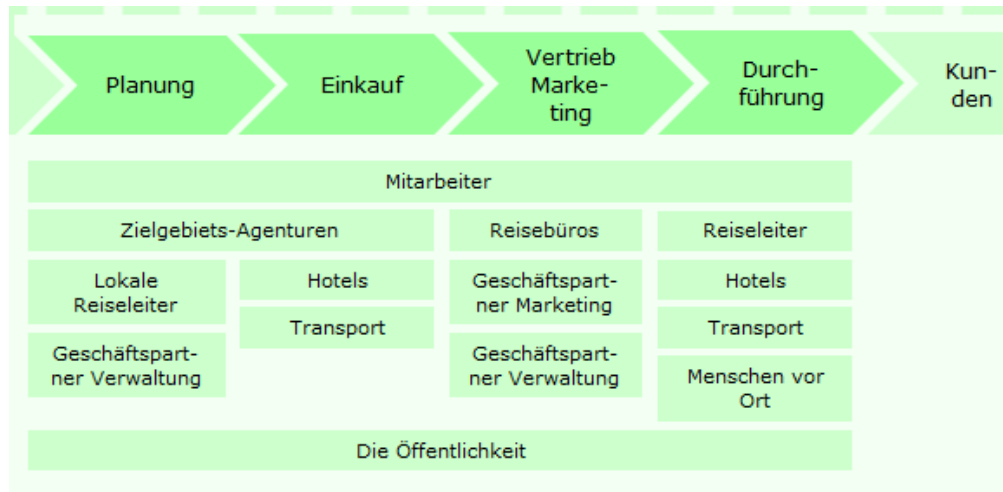 Planung
Einkauf
Vertrieb
Marke-
ting
Durch-
führung
Kun-
den
Mitarbeiter
Zielgebiets-Agenturen
Reisebüros
Reiseleiter
Lokale
Reiseleiter
Hotels
Geschäftspart-
ner Marketing
Hotels
Transport
Transport
Geschäftspart-
ner Verwaltung
Geschäftspart-
ner Verwaltung
Menschen vor
Ort
Die Öffentlichkeit